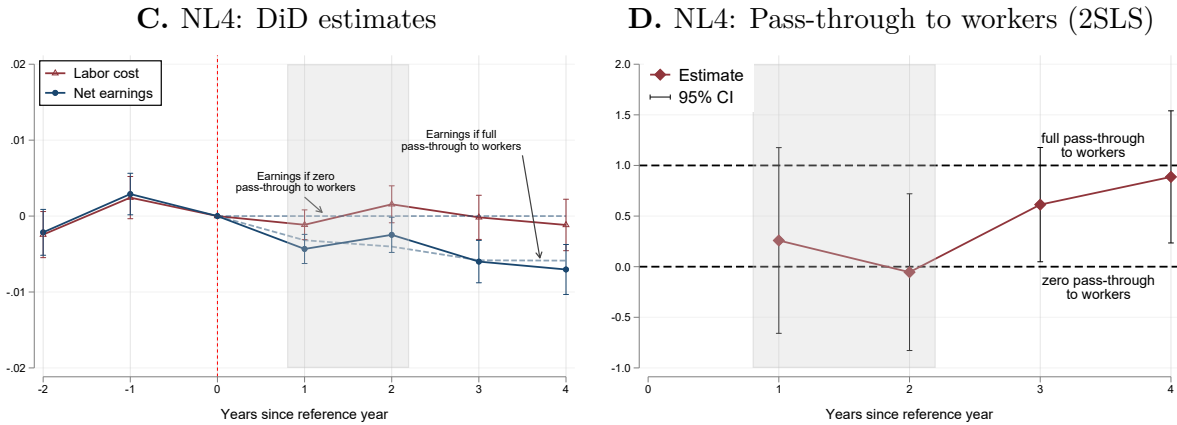 C. NL4: DiD estimates
.02
.01
0
-.01
-.02
Labor cost
Net earnings
Earnings if zero
pass-through to workers
Earnings if full
pass-through to workers
-2
-1
0
1
2
3
4
Years since reference year
D. NL4: Pass-through to workers (2SLS)
2.0
1.5
1.0
0.5
0.0
-0.5
-1.0
Estimate
95% CI
full pass-through
to workers
zero pass-through
to workers
0
1
2
3
4
Years since reference year